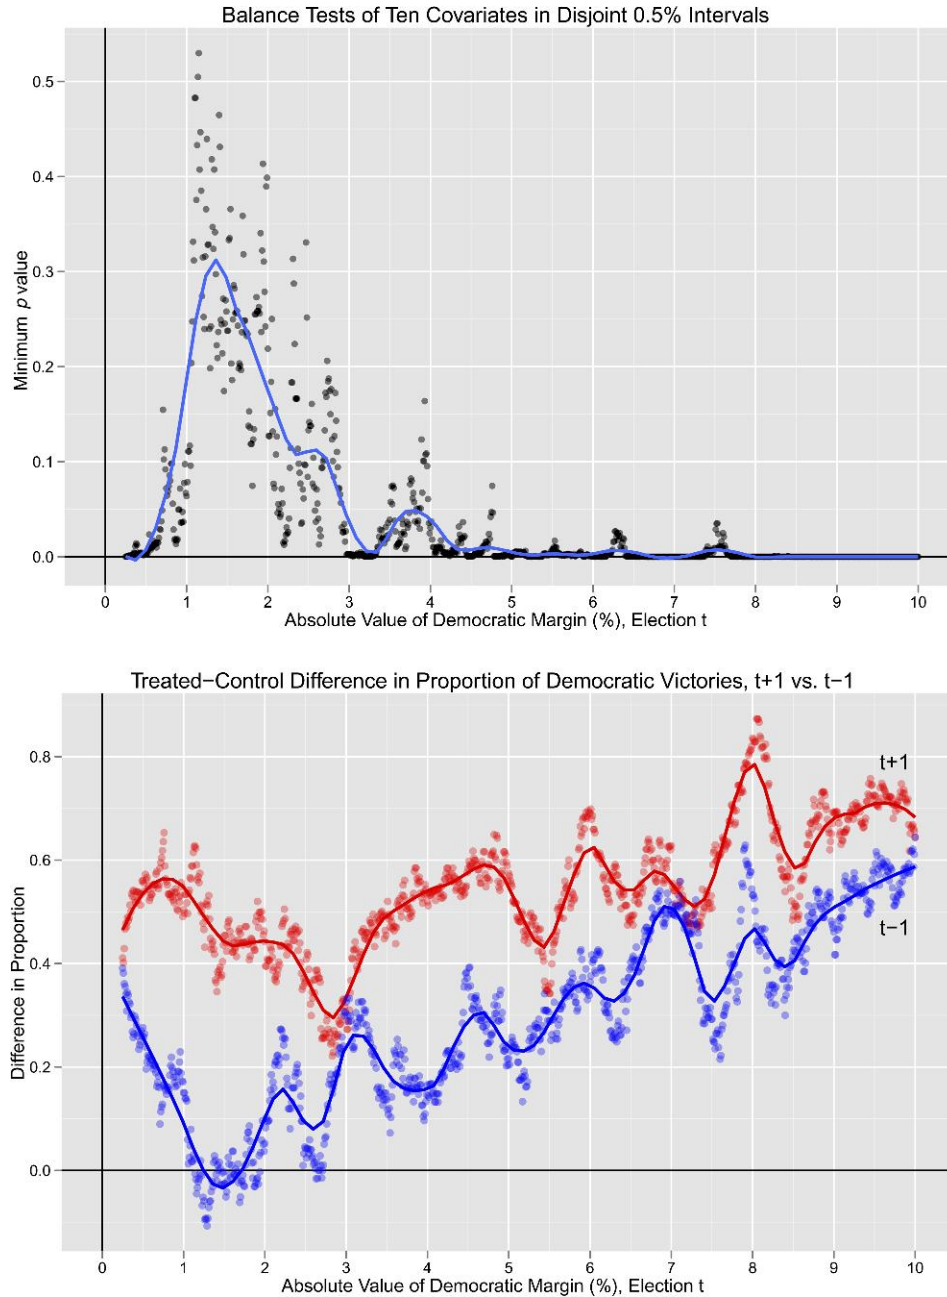 Balance Tests of Ten Covariates in Disjoint 0.5% Intervals
0.5
0.4
0.3
0.2
0.1
0.0
Minimum p value
0 1 2 3 4 5 6 7 8 9 10
Absolute Value of Democratic Margin (%), Election t
Treated−Control Difference in Proportion of Democratic Victories, t+1 vs. t−1
0.8
0.6
0.4
0.2
0.0
Difference in Proportion
t+1
t−1
0 1 2 3 4 5 6 7 8 9 10
Absolute Value of Democratic Margin (%), Election t